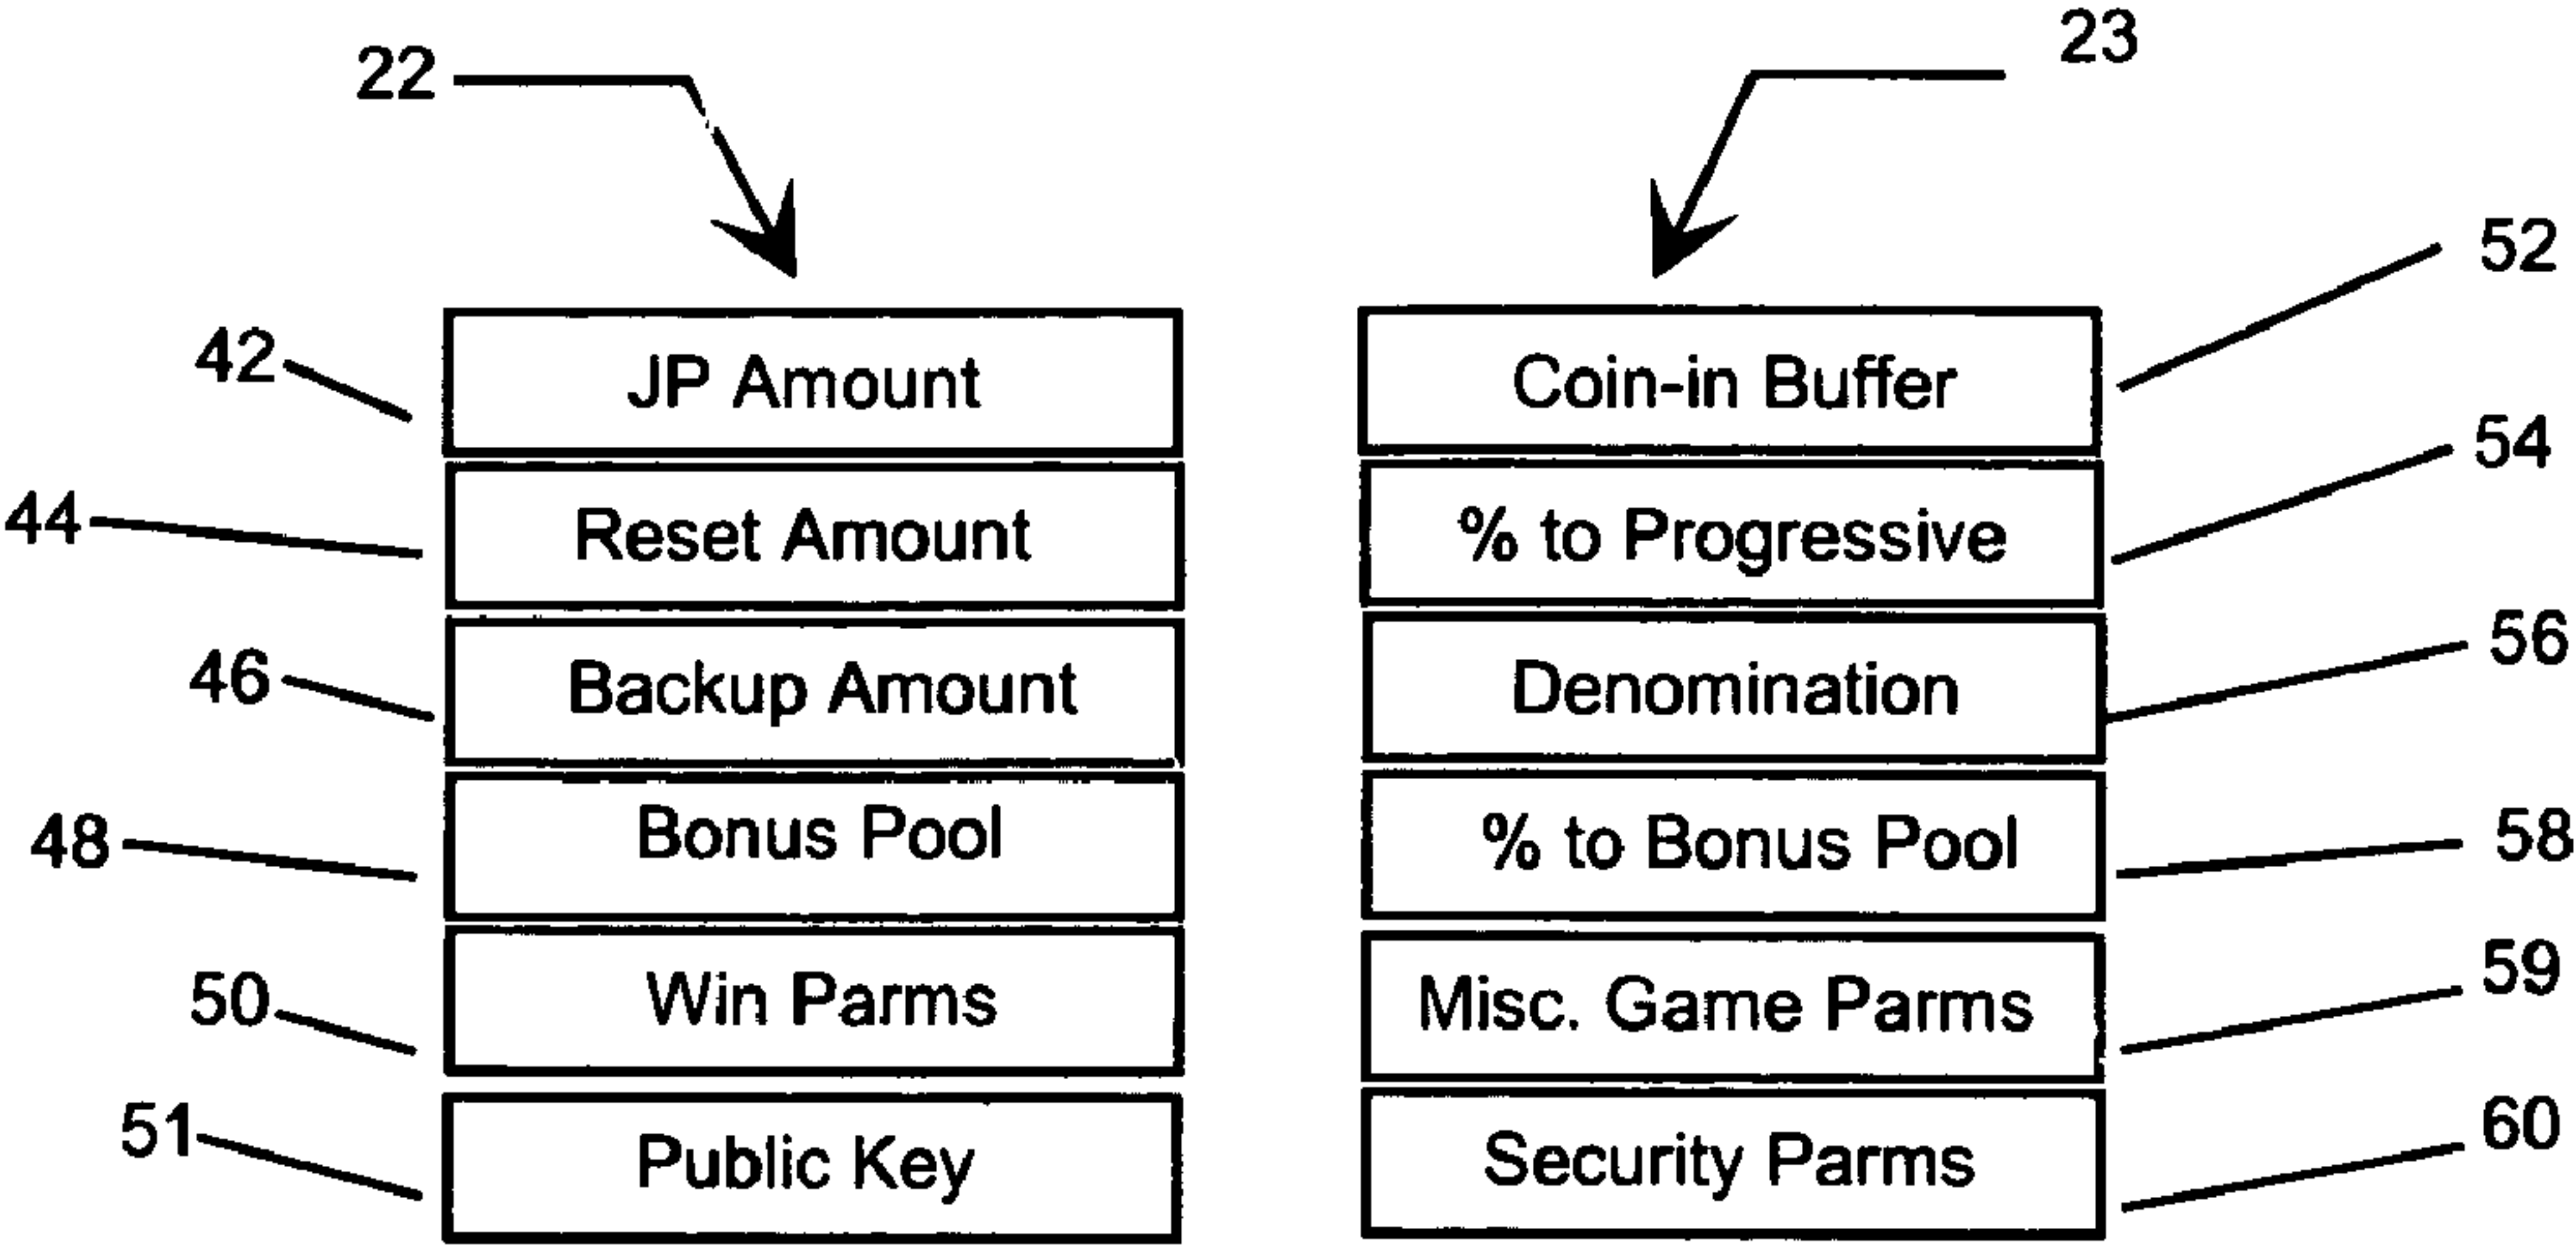 22
23
42
JP Amount
44
Reset Amount
46
Backup Amount
48
Bonus Pool
50
Win Parms
51
Public Key
Coin-in Buffer
52
% to Progressive
54
Denomination
56
% to Bonus Pool
58
Misc. Game Parms
59
Security Parms
60